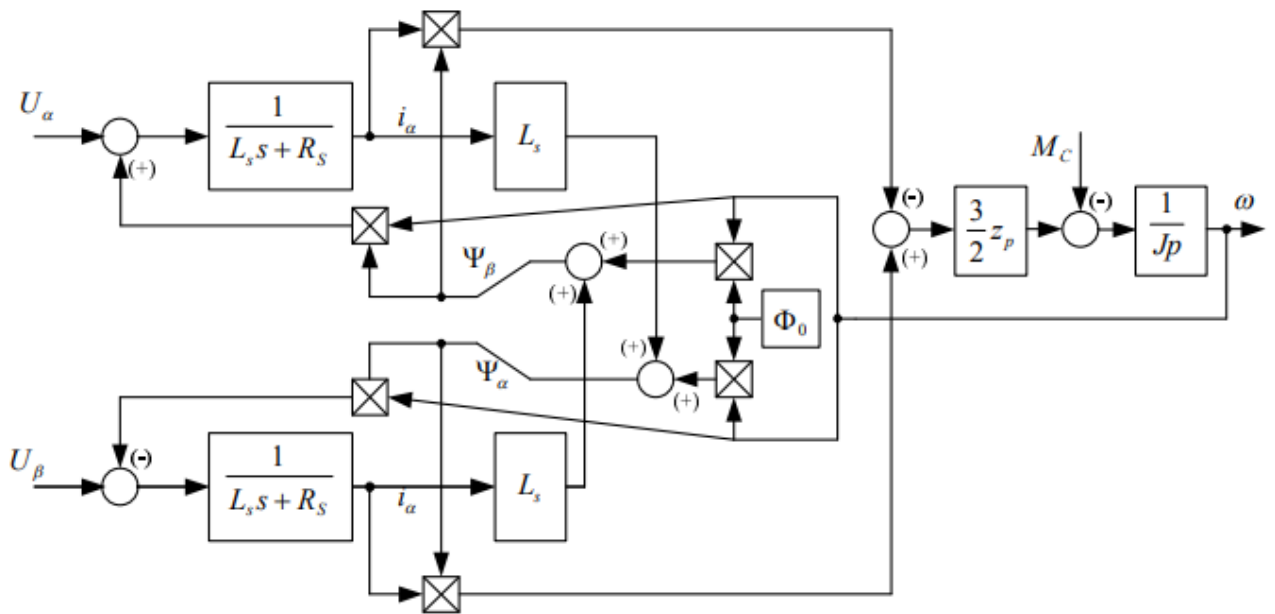 U_α
(+)
1
L_s s + R_S
i_α
L_s
M_C
(-)
(-)
(+)
3
2
z_p
1
Jp
ω
Ψ_β
(+)
(+)
Φ_0
Ψ_α
(+)
(+)
U_β
(-)
1
L_s s + R_S
i_α
L_s